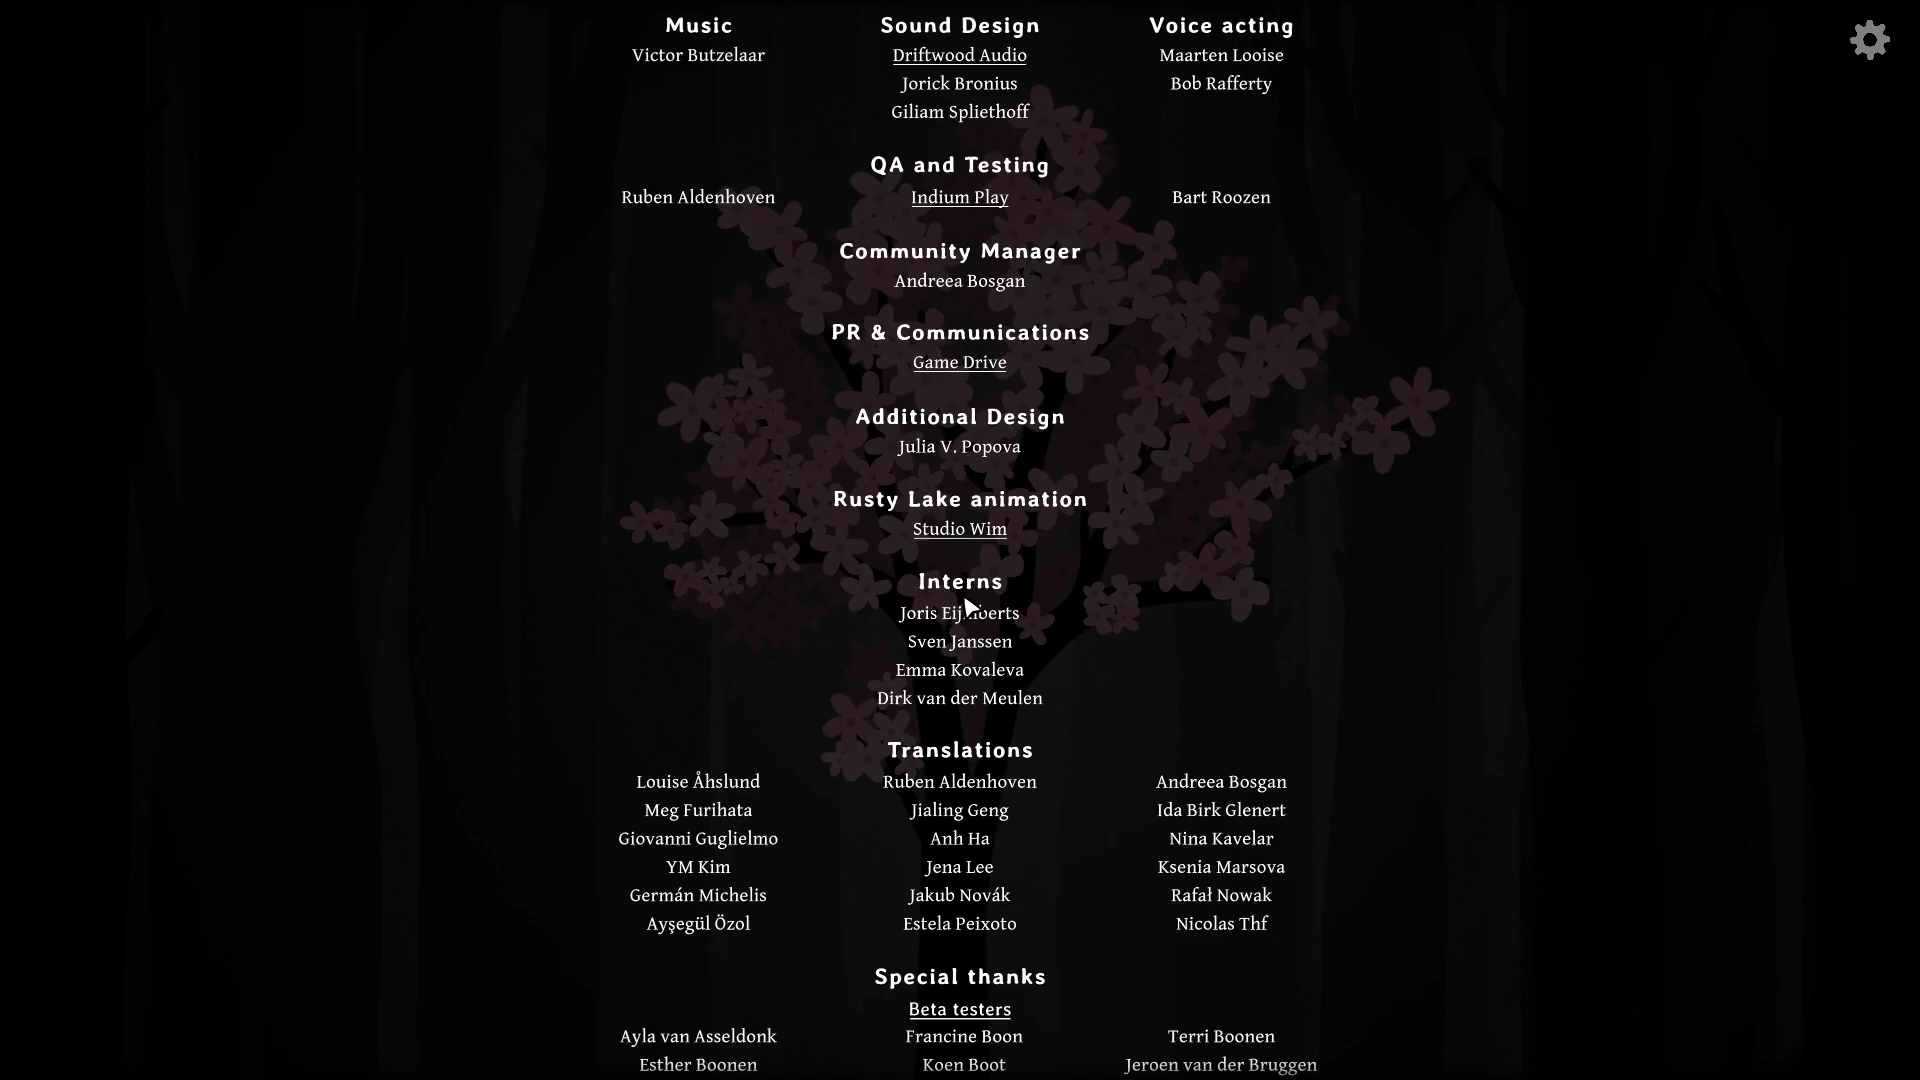 Music Sound Design Voice acting
Victor Butzelaar Driftwood Audio Maarten Looise
Jorick Bronius Bob Rafferty
Giliam Spliethoff
QA and Testing
Ruben Aldenhoven Indium Play Bart Roozen
Community Manager
Andreea Bosgan
PR & Communications
Game Drive
Additional Design
Julia V. Popova
Rusty Lake animation
Studio Wim
Interns
Joris
Sven Janssen
Emma Kovaleva
Dirk van der Meulen
Translations
Louise Åhslund Ruben Aldenhoven Andreea Bosgan
Meg Furihata Jialing Geng Ida Birk Glenert
Giovanni Guglielmo Anh Ha Nina Kavelar
YM Kim Jena Lee Ksenia Marsova
Germán Michelis Jakub Novák Rafał Nowak
Ayşegül Özol Estela Peixoto Nicolas Thf
Special thanks
Beta testers
Ayla van Asseldonk Francine Boon Terri Boonen
Esther Boonen Koen Boot Jeroen van der Bruggen